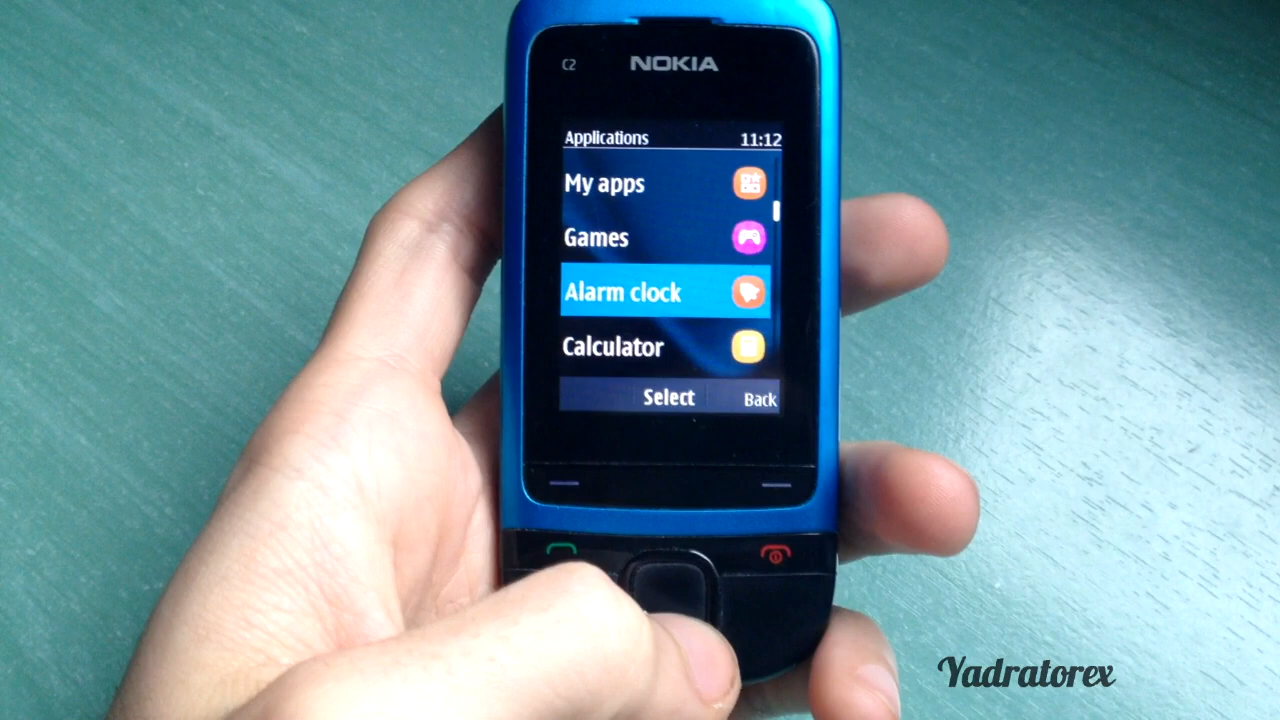 C2 NOKIA
Applications 11:12
My apps
Games
Alarm clock
Calculator
Select Back
Yadratorex